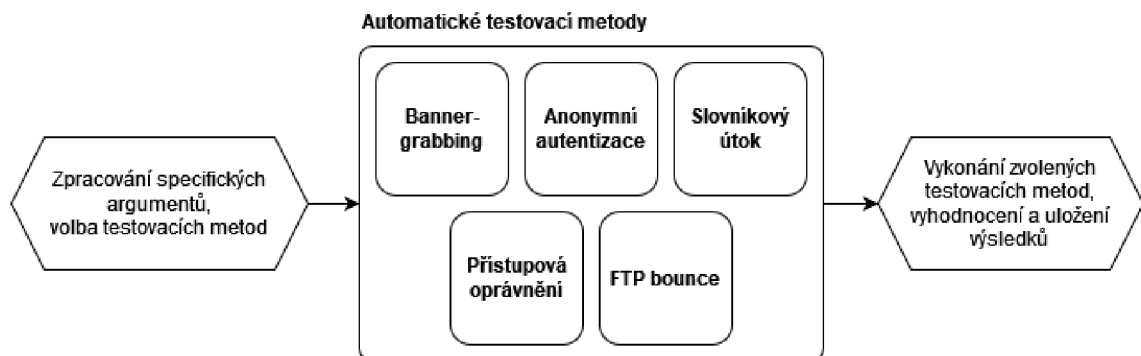 Automatické testovací metody
Banner-
grabbing
Anonymní
autentizace
Slovníkový
útok
Zpracování specifických
argumentů,
volba testovacích metod
Přístupová
oprávnění
FTP bounce
Vykonání zvolených
testovacích metod,
vyhodnocení a uložení
výsledků